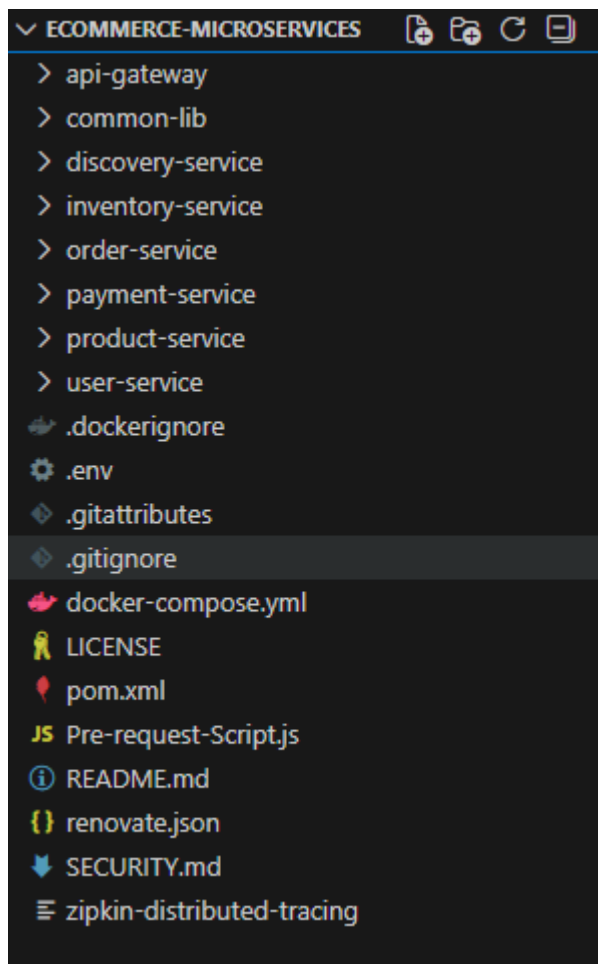 ECOMMERCE-MICROSERVICES
api-gateway
common-lib
discovery-service
inventory-service
order-service
payment-service
product-service
user-service
.dockerignore
.env
.gitattributes
.gitignore
docker-compose.yml
LICENSE
pom.xml
JS Pre-request-Script.js
README.md
{} renovate.json
SECURITY.md
zipkin-distributed-tracing